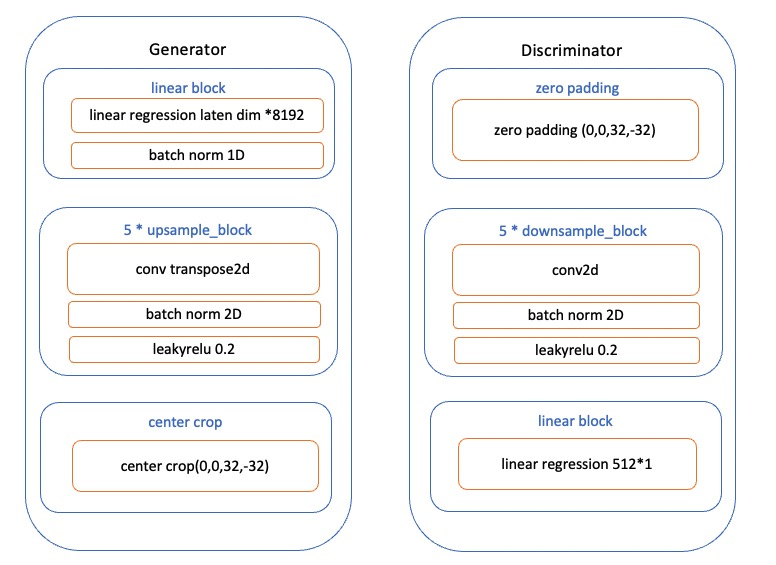 Generator
linear block
linear regression laten dim *8192
batch norm 1D
5 * upsample_block
conv transpose2d
batch norm 2D
leakyrelu 0.2
center crop
center crop(0,0,32,-32)
Discriminator
zero padding
zero padding (0,0,32,-32)
5 * downsample_block
conv2d
batch norm 2D
leakyrelu 0.2
linear block
linear regression 512*1